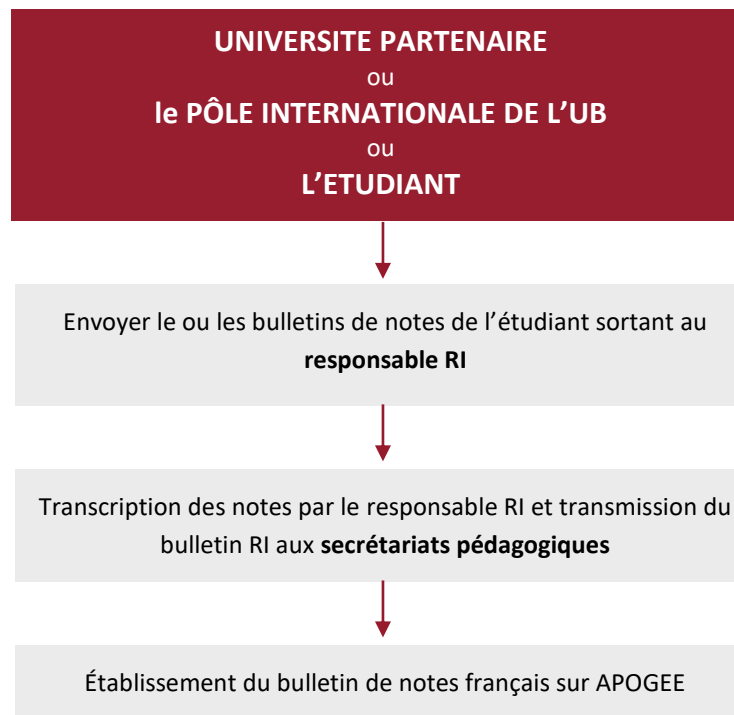 UNIVERSITE PARTENAIRE
ou
le PÔLE INTERNATIONALE DE L’UB
ou
L’ETUDIANT
Envoyer le ou les bulletins de notes de l’étudiant sortant au
responsable RI
Transcription des notes par le responsable RI et transmission du
bulletin RI aux secrétariats pédagogiques
Établissement du bulletin de notes français sur APOGEE